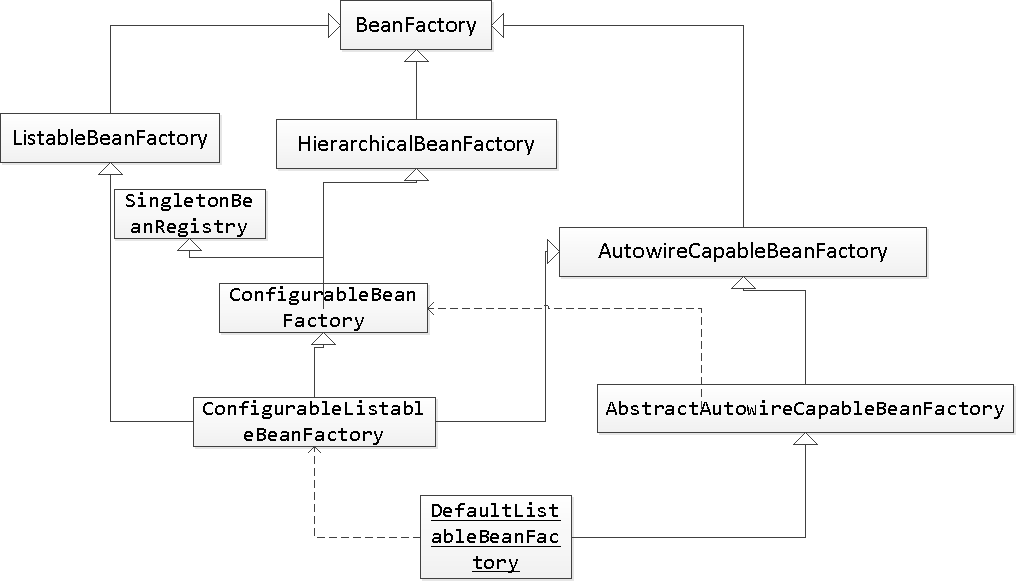 BeanFactory
ListableBeanFactory
HierarchicalBeanFactory
SingletonBe
anRegistry
AutowireCapableBeanFactory
ConfigurableBean
Factory
AbstractAutowireCapableBeanFactory
ConfigurableListabl
eBeanFactory
DefaultList
ableBeanFac
tory